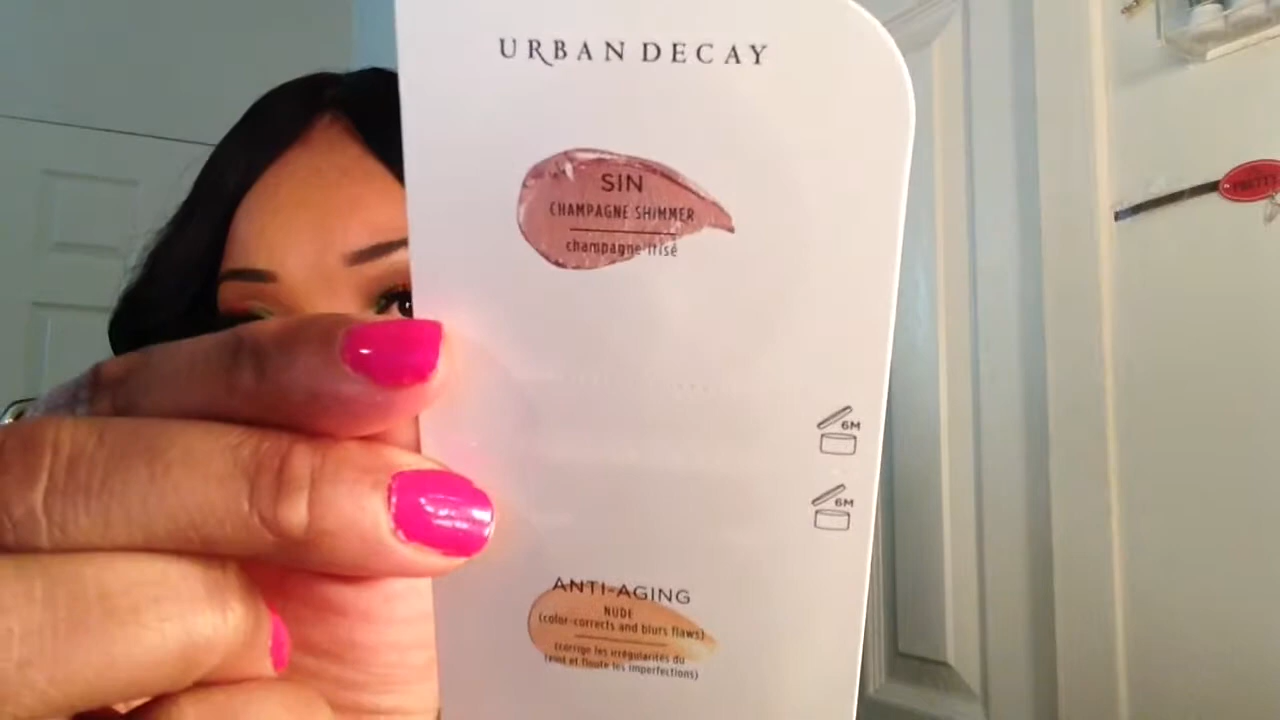 URBAN DECAY
SIN
CHAMPAGNE SHIMMER
champagne irisé
6M
6M
ANTI-AGING
NUDE
(color-corrects and blurs flaws)
(corrige les irrégularités du
teint et floute les imperfections)
PRETTY